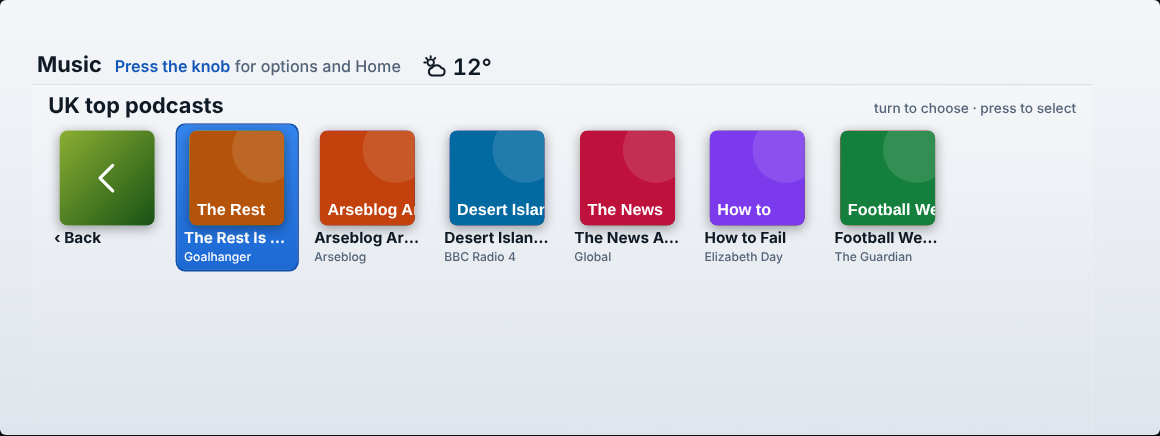 Music Press the knob for options and Home 12°
UK top podcasts
turn to choose · press to select
The Rest
Arseblog Ar
Desert Islan
The News
How to
Football We
‹ Back
The Rest Is ...
Arseblog Ar...
Desert Islan...
The News A...
How to Fail
Football We...
Goalhanger
Arseblog
BBC Radio 4
Global
Elizabeth Day
The Guardian